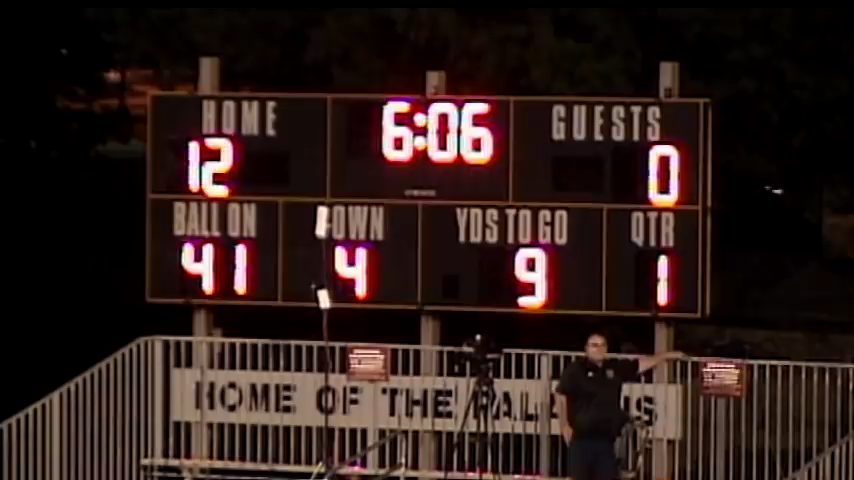 HOME 6:06 GUESTS
12 0
BALL ON DOWN YDS TO GO QTR
41 4 9 1
HOME OF THE